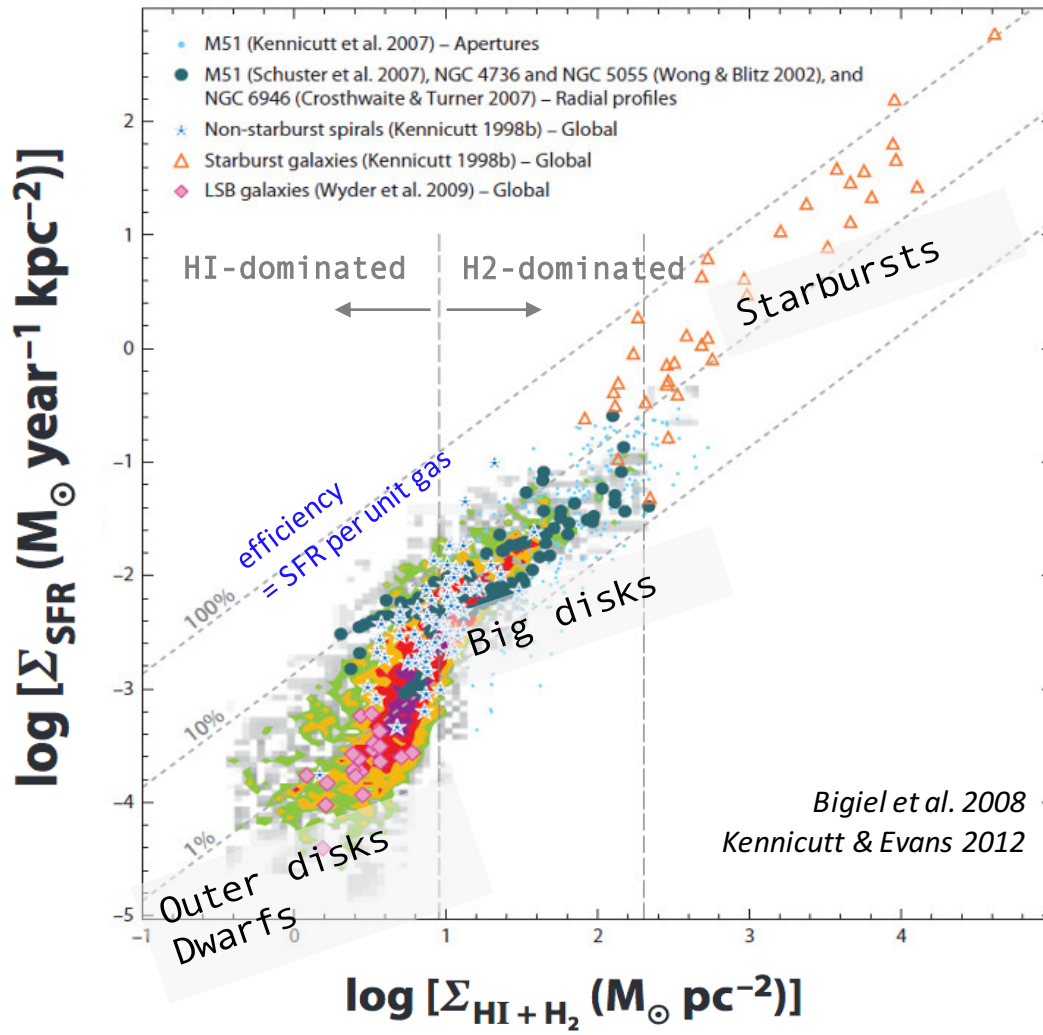 M51 (Kennicutt et al. 2007) – Apertures
M51 (Schuster et al. 2007), NGC 4736 and NGC 5055 (Wong & Blitz 2002), and
NGC 6946 (Crosthwaite & Turner 2007) – Radial profiles
Non-starburst spirals (Kennicutt 1998b) – Global
Starburst galaxies (Kennicutt 1998b) – Global
LSB galaxies (Wyder et al. 2009) – Global
HI-dominated
H2-dominated
Starbursts
efficiency
= SFR per unit gas
100%
10%
1%
Big disks
Outer disks
Dwarfs
Bigiel et al. 2008
Kennicutt & Evans 2012
log [Σ_SFR (M_⊙ year⁻¹ kpc⁻²)]
2
1
0
−1
−2
−3
−4
−5
−1 0 1 2 3 4
log [Σ_HI + H₂ (M_⊙ pc⁻²)]